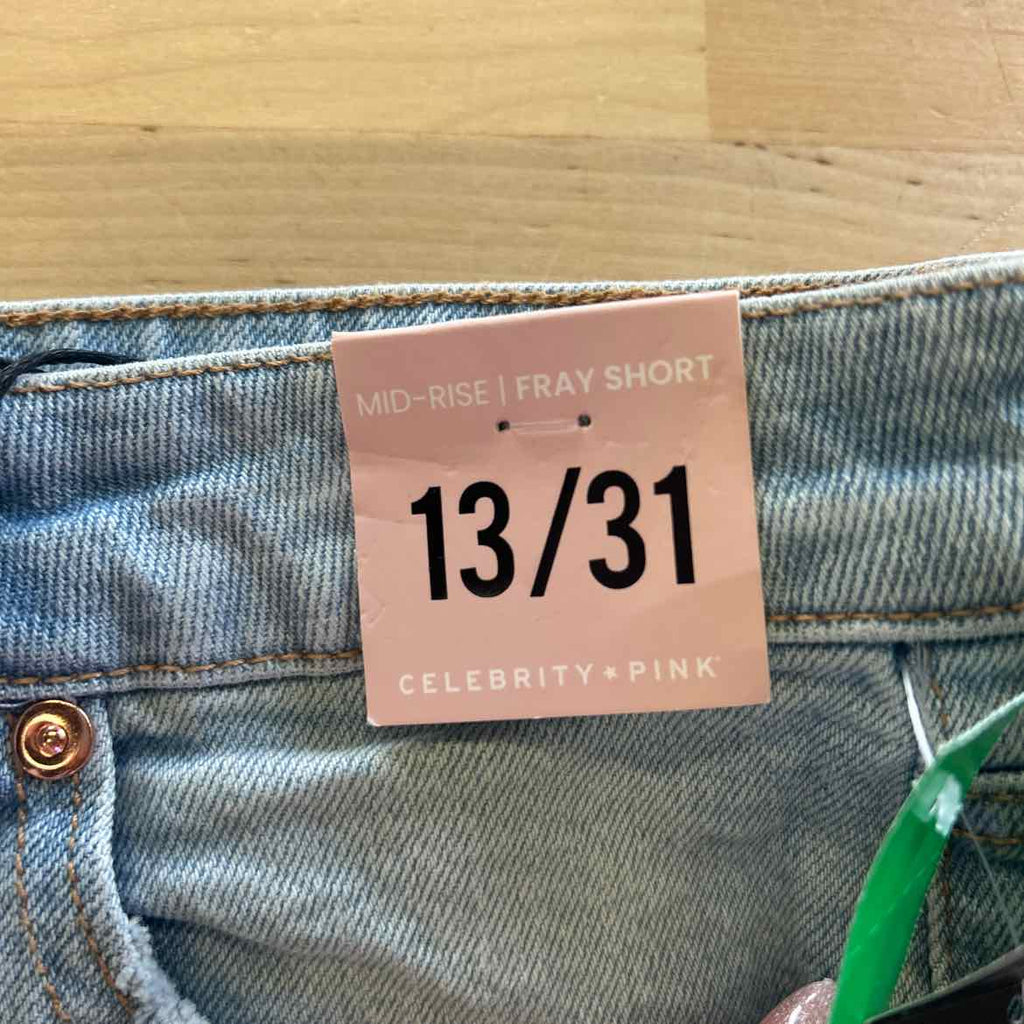 MID-RISE | FRAY SHORT
13/31
CELEBRITY ★ PINK